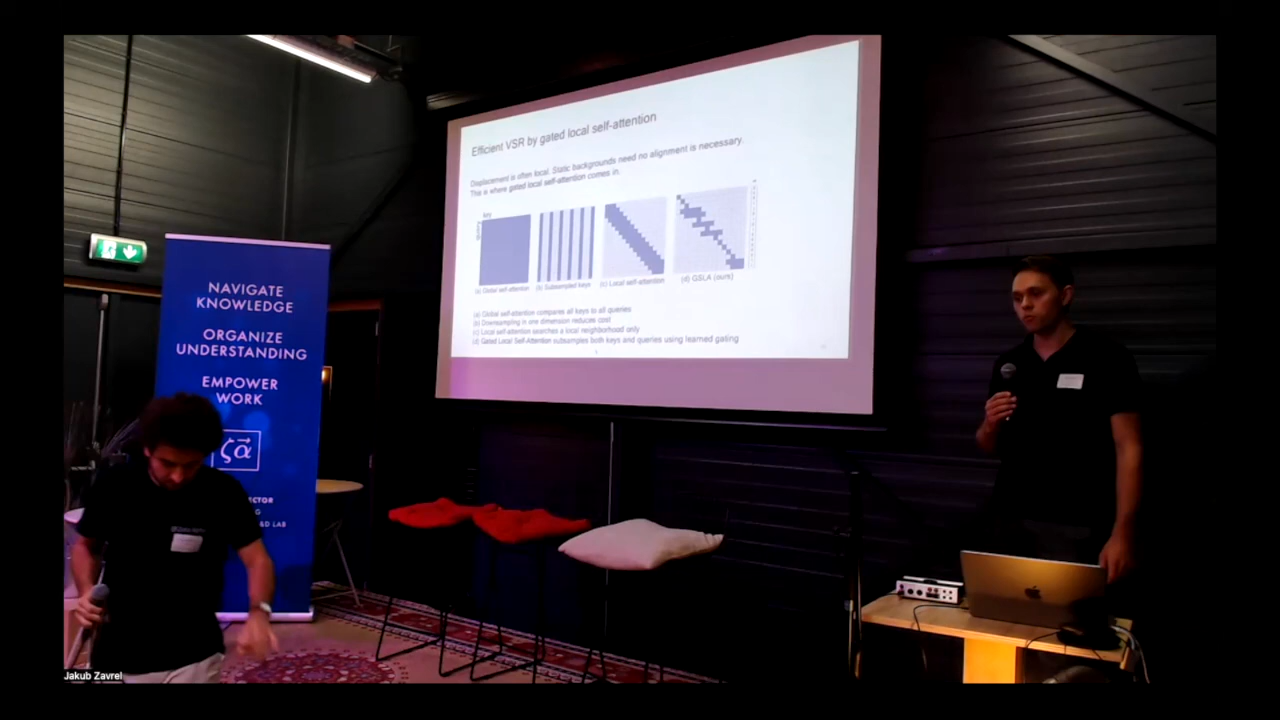 Efficient VSR by gated local self-attention
Displacement is often local. Static backgrounds need no alignment is necessary.
This is where gated local self-attention comes in.
key
query
(a) Global self-attention
(b) Subsampled keys
(c) Local self-attention
(d) GSLA (ours)
(a) Global self-attention compares all keys to all queries
(b) Downsampling in one dimension reduces cost
(c) Local self-attention searches a local neighborhood only
(d) Gated Local Self-Attention subsamples both keys and queries using learned gating
NAVIGATE
KNOWLEDGE
ORGANIZE
UNDERSTANDING
EMPOWER
WORK
ζα
&D LAB
Jakub Zavrel